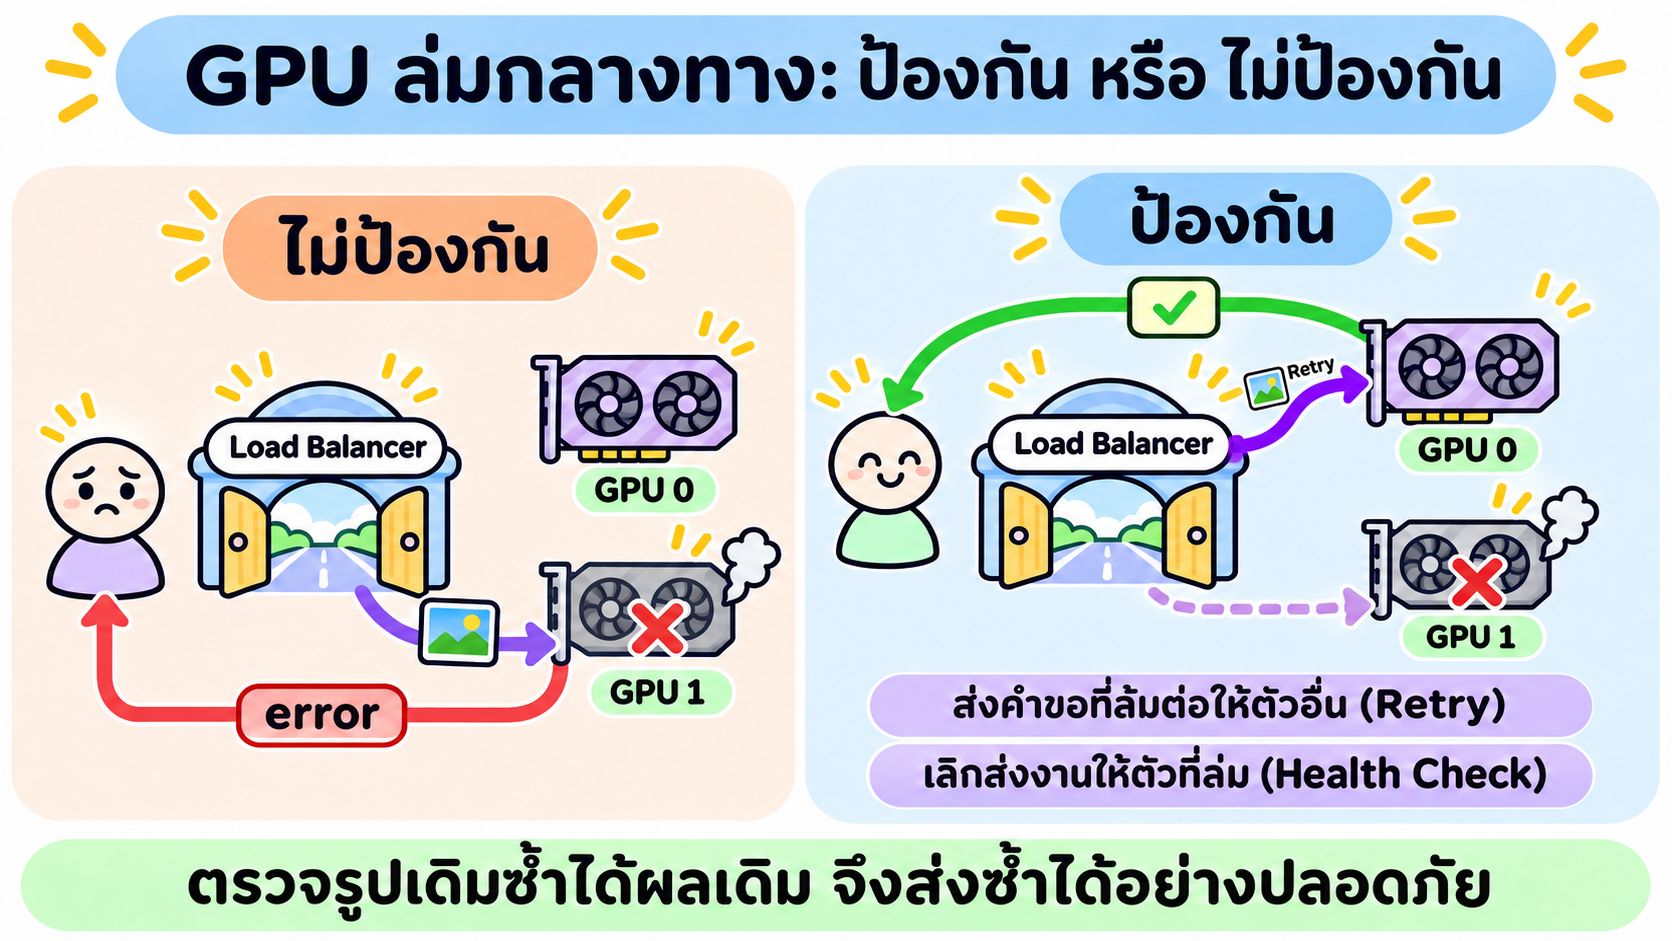 GPU ล่มกลางทาง: ป้องกัน หรือ ไม่ป้องกัน
ไม่ป้องกัน
Load Balancer
GPU 0
GPU 1
error
ป้องกัน
Retry
Load Balancer
GPU 0
GPU 1
ส่งคำขอที่ล้มต่อให้ตัวอื่น (Retry)
เลิกส่งงานให้ตัวที่ล่ม (Health Check)
ตรวจรูปเดิมซ้ำได้ผลเดิม จึงส่งซ้ำได้อย่างปลอดภัย